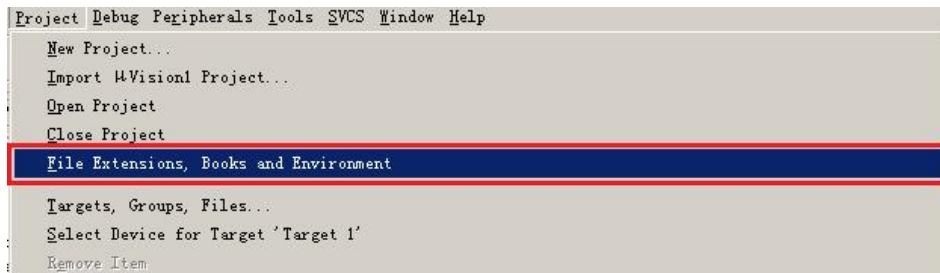 Project Debug Peripherals Tools SVCS Window Help
New Project...
Import µVision1 Project...
Open Project
Close Project
File Extensions, Books and Environment
Targets, Groups, Files...
Select Device for Target 'Target 1'
Remove Item